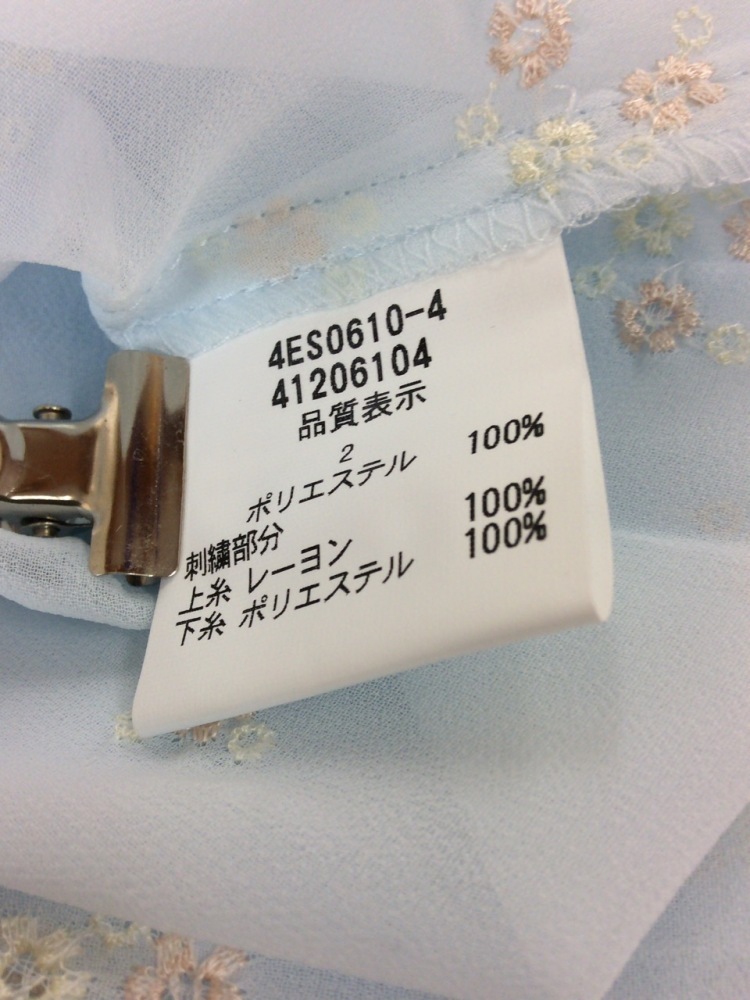 4ES0610-4
41206104
品質表示
2
ポリエステル 100%
刺繍部分
上糸 レーヨン 100%
下糸 ポリエステル 100%